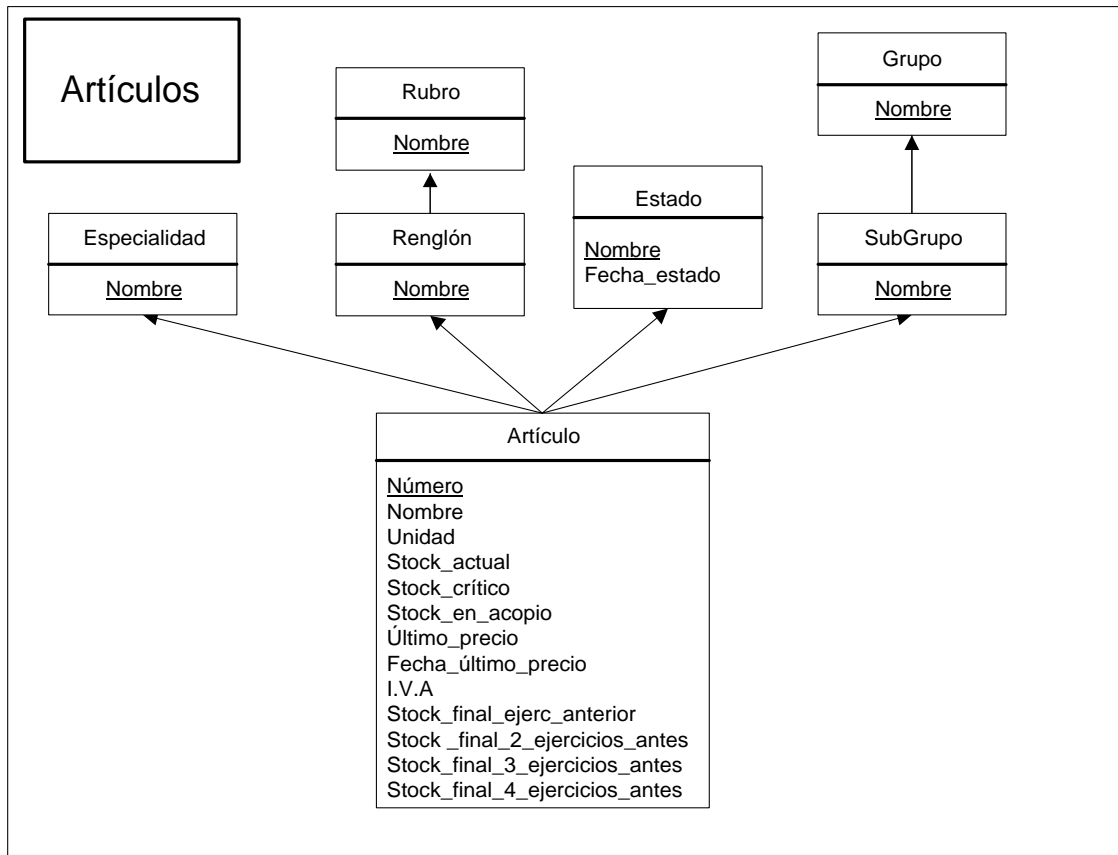 Artículos
Grupo
Nombre
Rubro
Nombre
Estado
Nombre
Fecha_estado
Especialidad
Nombre
Renglón
Nombre
SubGrupo
Nombre
Artículo
Número
Nombre
Unidad
Stock_actual
Stock_crítico
Stock_en_acopio
Último_precio
Fecha_último_precio
I.V.A
Stock_final_ejerc_anterior
Stock _final_2_ejercicios_antes
Stock_final_3_ejercicios_antes
Stock_final_4_ejercicios_antes